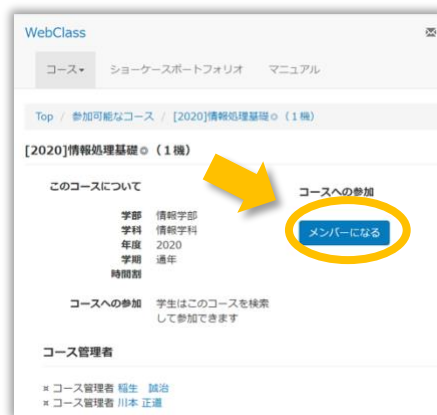 WebClass
コース▾ ショーケースポートフォリオ マニュアル
Top / 参加可能なコース / [2020]情報処理基礎◎(1機)
[2020]情報処理基礎◎(1機)
このコースについて
学部 情報学部
学科 情報学科
年度 2020
学期 通年
時間割
コースへの参加 学生はこのコースを検索
して参加できます
コースへの参加
メンバーになる
コース管理者
¤ コース管理者 稲生 誠治
¤ コース管理者 川本 正道